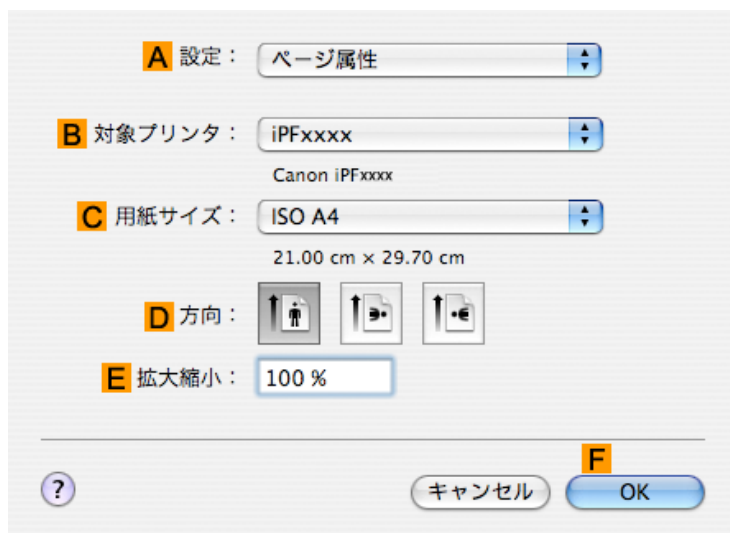 A 設定： ページ属性
B 対象プリンタ： iPFxxxx
Canon iPFxxxx
C 用紙サイズ： ISO A4
21.00 cm × 29.70 cm
D 方向：
E 拡大縮小： 100 %
F
? キャンセル OK